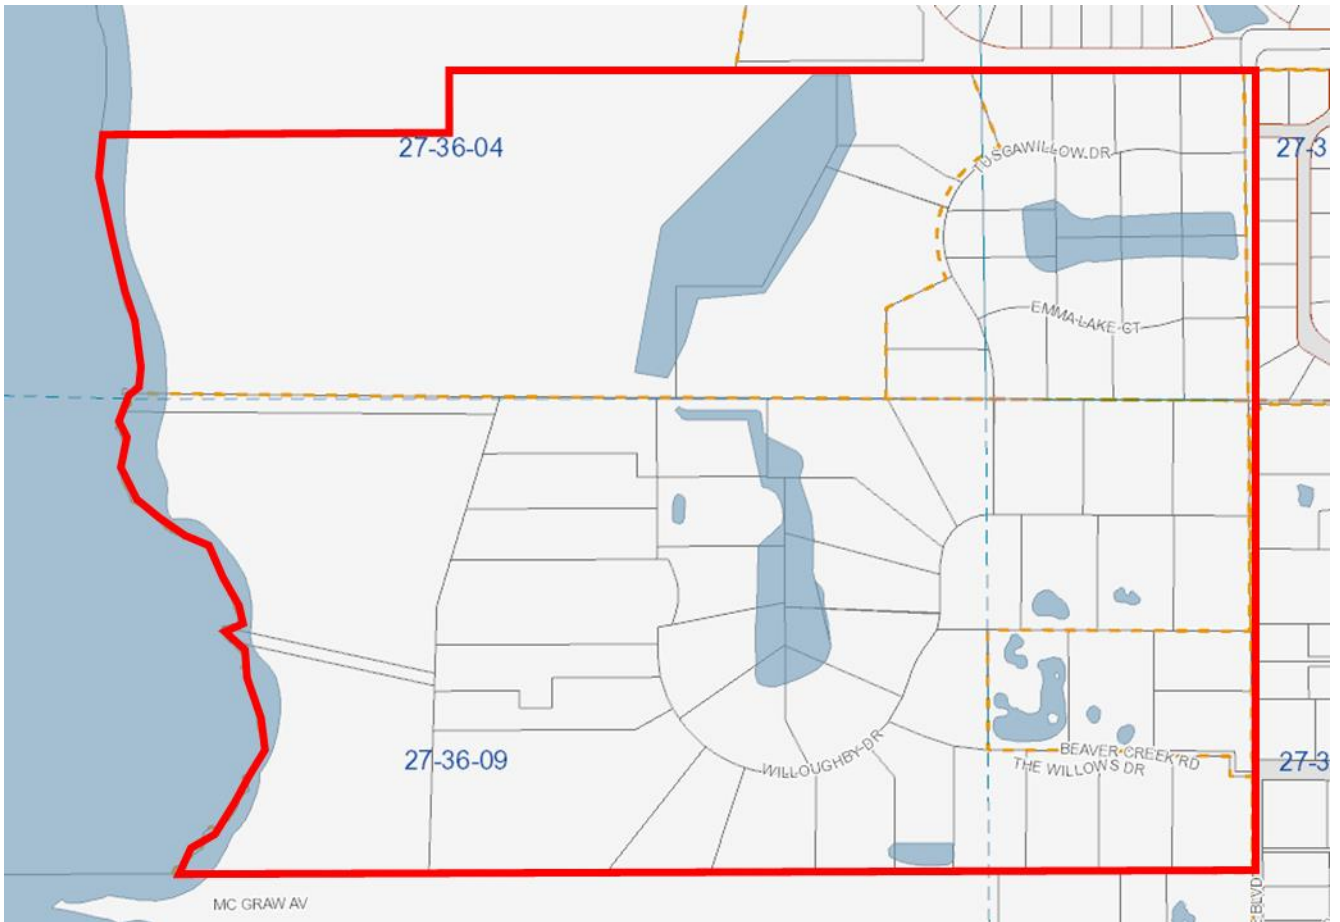 27-36-04
TUSCAWILLOW DR
27-3
EMMA LAKE CT
27-36-09
WILLOUGHBY DR
BEAVER CREEK RD
THE WILLOWS DR
27-3
MC GRAW AV
BLVD